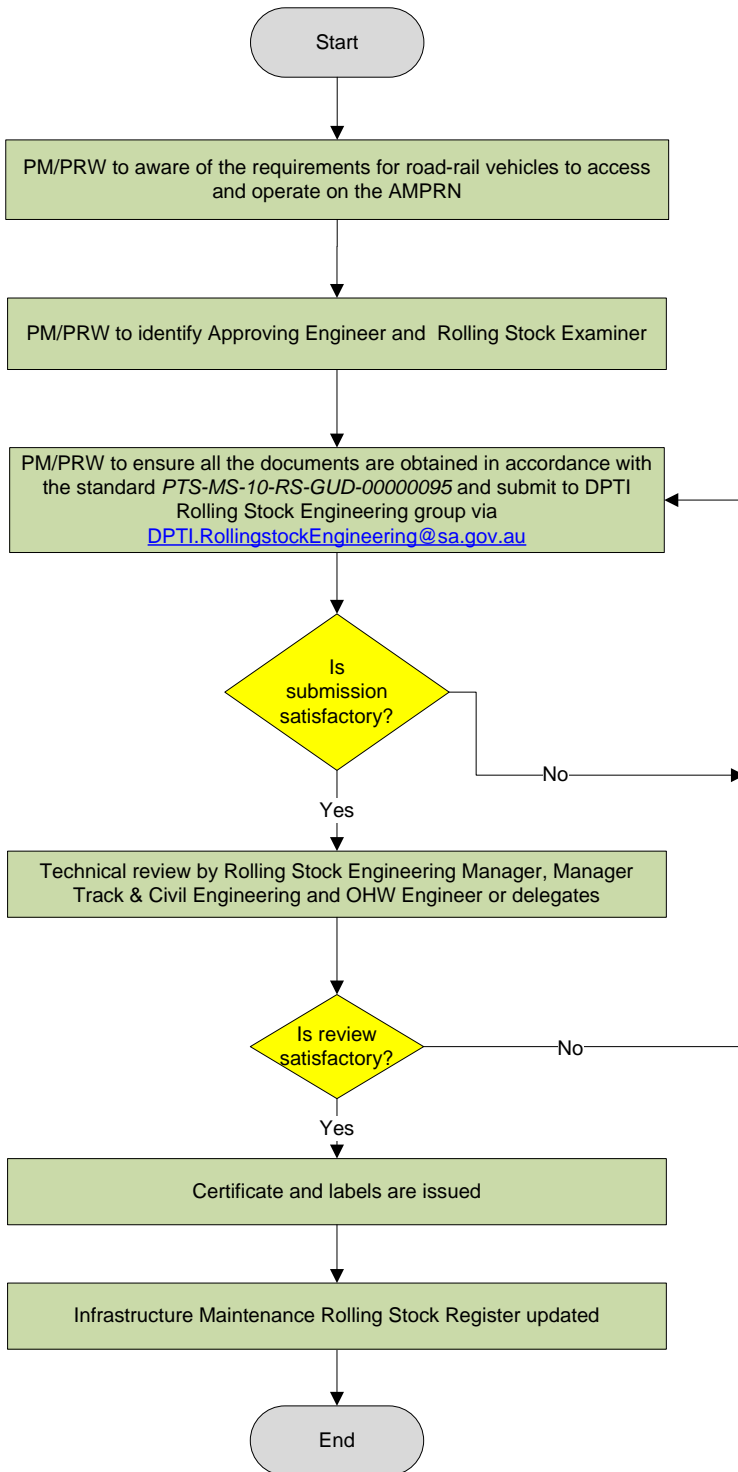 Start
PM/PRW to aware of the requirements for road-rail vehicles to access
and operate on the AMPRN
PM/PRW to identify Approving Engineer and Rolling Stock Examiner
PM/PRW to ensure all the documents are obtained in accordance with
the standard PTS-MS-10-RS-GUD-00000095 and submit to DPTI
Rolling Stock Engineering group via
DPTI.RollingstockEngineering@sa.gov.au
Is
submission
satisfactory?
No
Yes
Technical review by Rolling Stock Engineering Manager, Manager
Track & Civil Engineering and OHW Engineer or delegates
Is review
satisfactory?
No
Yes
Certificate and labels are issued
Infrastructure Maintenance Rolling Stock Register updated
End